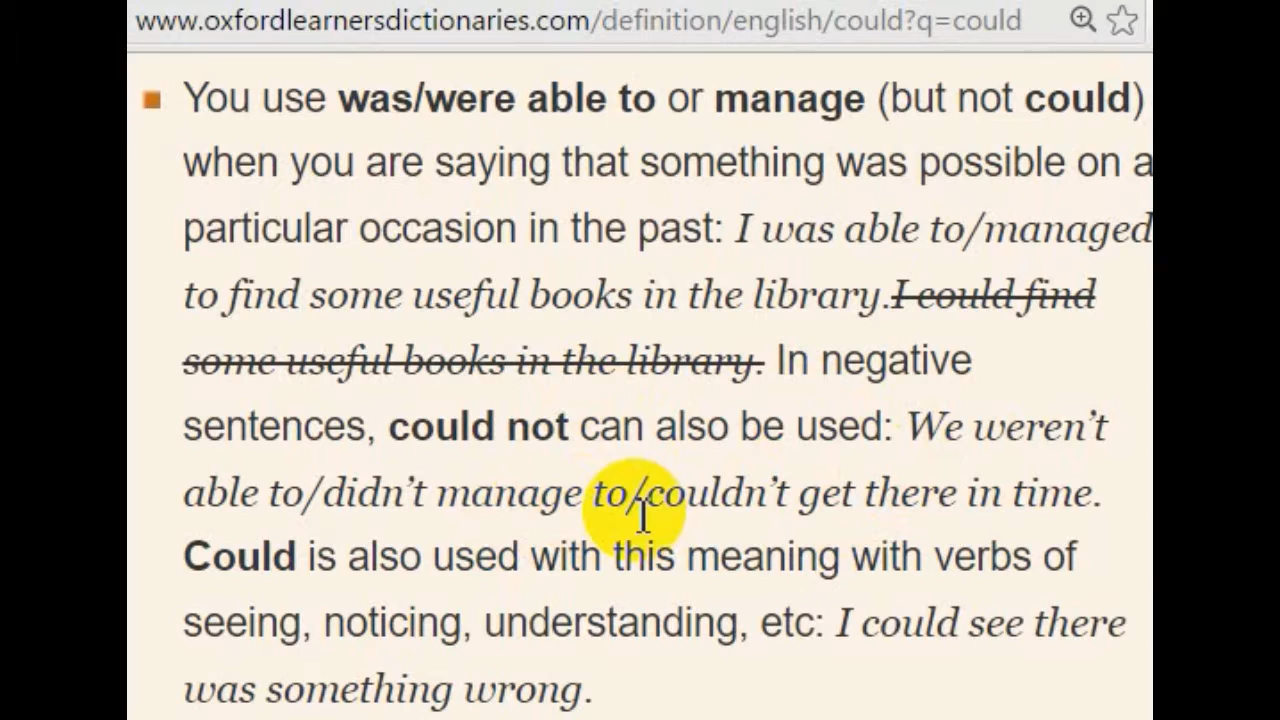 www.oxfordlearnersdictionaries.com/definition/english/could?q=could
You use was/were able to or manage (but not could)
when you are saying that something was possible on a
particular occasion in the past: I was able to/managed
to find some useful books in the library.I could find
some useful books in the library. In negative
sentences, could not can also be used: We weren’t
able to/didn’t manage to/couldn’t get there in time.
Could is also used with this meaning with verbs of
seeing, noticing, understanding, etc: I could see there
was something wrong.